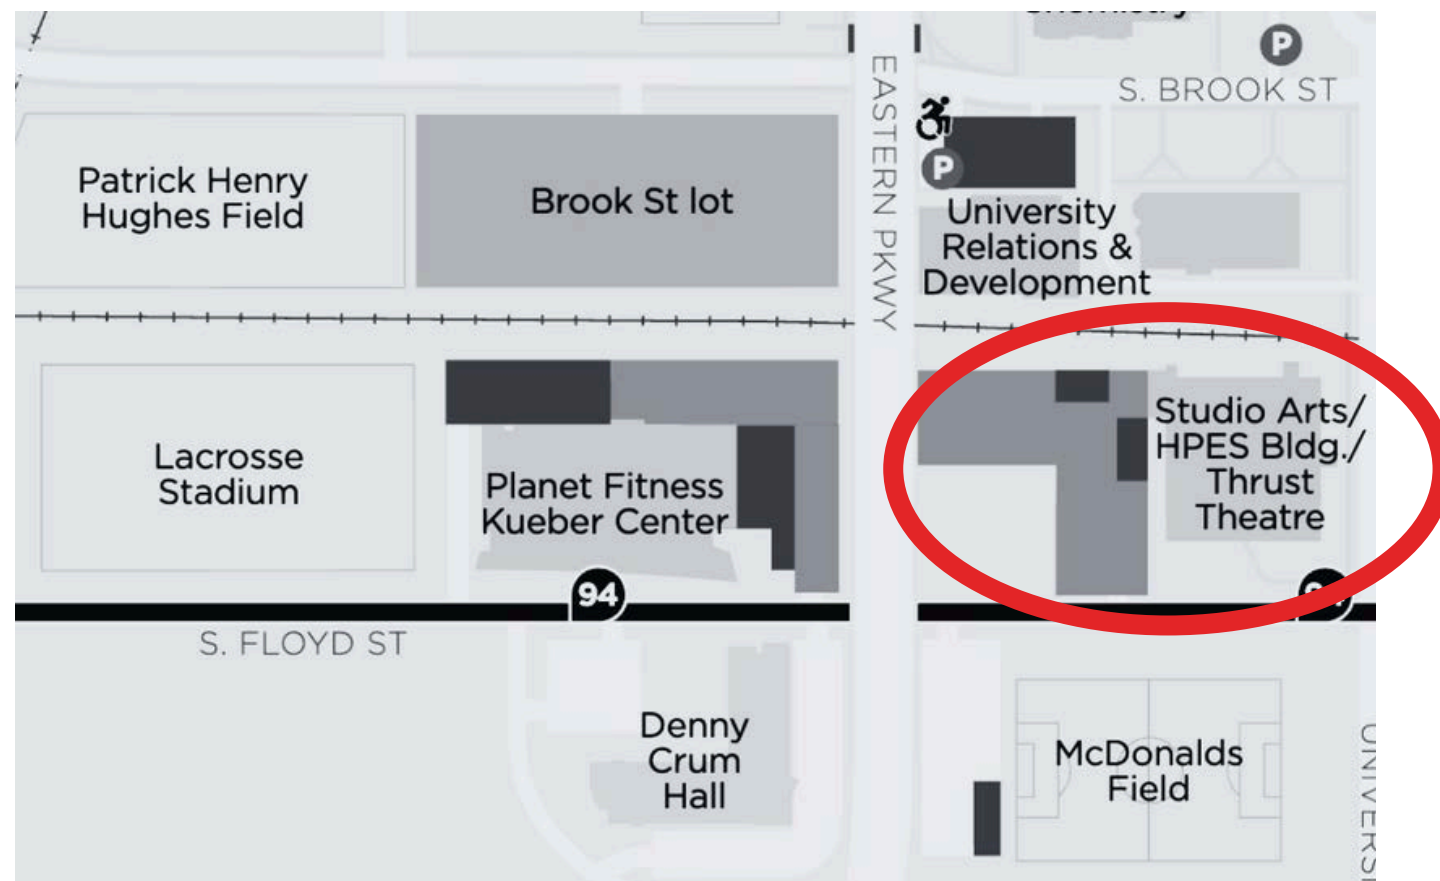 P
S. BROOK ST
EASTERN PKWY
P
Patrick Henry
Hughes Field
Brook St lot
University
Relations &
Development
Lacrosse
Stadium
Planet Fitness
Kueber Center
Studio Arts/
HPES Bldg./
Thrust
Theatre
94
S. FLOYD ST
Denny
Crum
Hall
McDonalds
Field